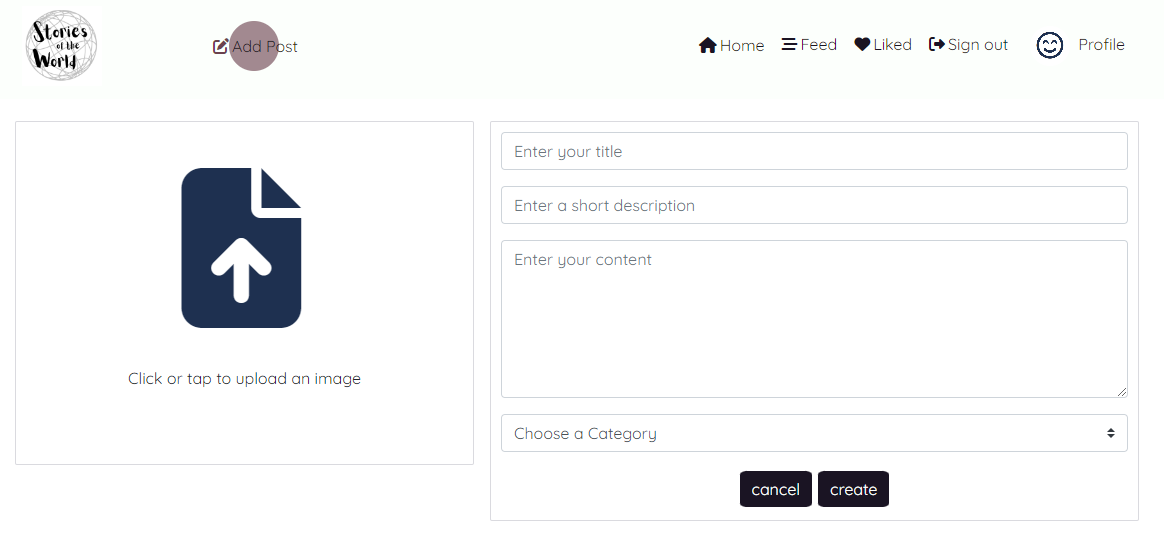 Stories
of the
World
Add Post
Home
Feed
Liked
Sign out
Profile
Click or tap to upload an image
Enter your title
Enter a short description
Enter your content
Choose a Category
cancel
create